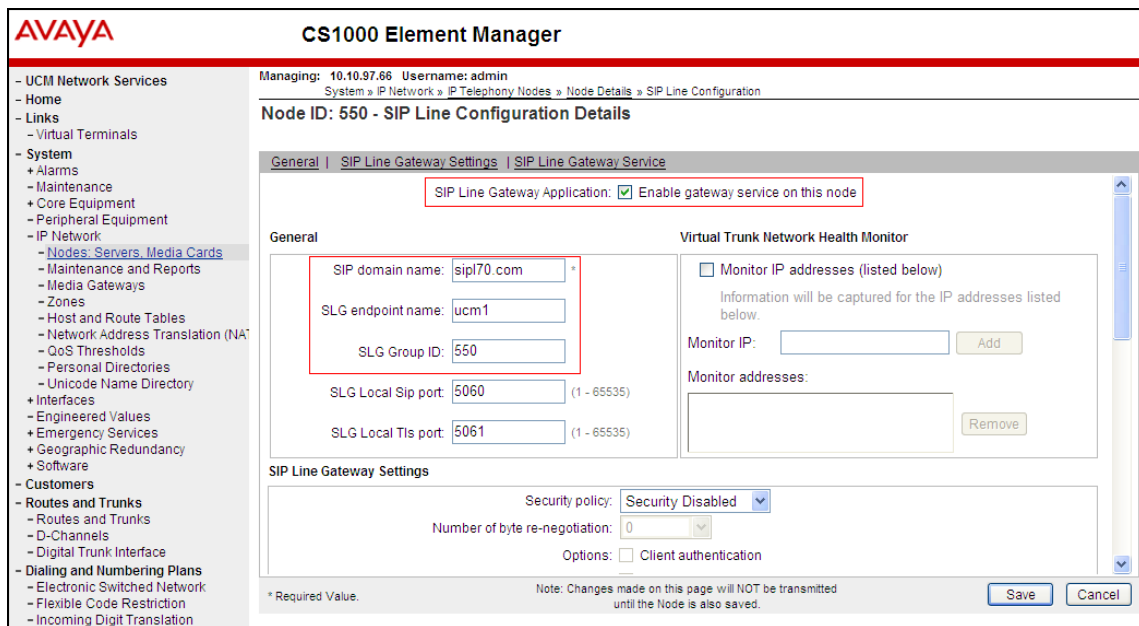 AVAYA
CS1000 Element Manager
- UCM Network Services
- Home
- Links
- Virtual Terminals
- System
+ Alarms
- Maintenance
+ Core Equipment
- Peripheral Equipment
- IP Network
- Nodes: Servers, Media Cards
- Maintenance and Reports
- Media Gateways
- Zones
- Host and Route Tables
- Network Address Translation (NAT
- QoS Thresholds
- Personal Directories
- Unicode Name Directory
+ Interfaces
- Engineered Values
+ Emergency Services
+ Geographic Redundancy
+ Software
- Customers
- Routes and Trunks
- Routes and Trunks
- D-Channels
- Digital Trunk Interface
- Dialing and Numbering Plans
- Electronic Switched Network
- Flexible Code Restriction
- Incoming Digit Translation
Managing: 10.10.97.66 Username: admin
System » IP Network » IP Telephony Nodes » Node Details » SIP Line Configuration
Node ID: 550 - SIP Line Configuration Details
General | SIP Line Gateway Settings | SIP Line Gateway Service
SIP Line Gateway Application: Enable gateway service on this node
General
SIP domain name: sipl70.com *
SLG endpoint name: ucm1
SLG Group ID: 550
SLG Local Sip port: 5060 (1 - 65535)
SLG Local Tls port: 5061 (1 - 65535)
Virtual Trunk Network Health Monitor
Monitor IP addresses (listed below)
Information will be captured for the IP addresses listed
below.
Monitor IP: Add
Monitor addresses:
Remove
SIP Line Gateway Settings
Security policy: Security Disabled
Number of byte re-negotiation: 0
Options: Client authentication
* Required Value.
Note: Changes made on this page will NOT be transmitted
until the Node is also saved.
Save Cancel